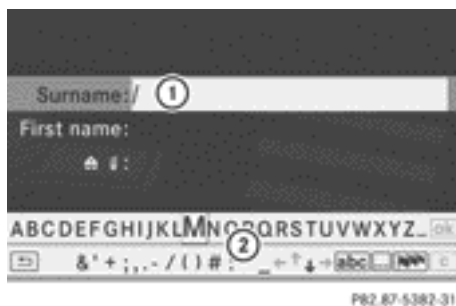 Surname:/ 1
First name:
:
ABCDEFGHIJKLMNOPQRSTUVWXYZ_ ok
2
& ' + ; , . - / ( ) # : _ ← ↑ ↓ → abc c
P82.87-5382-31